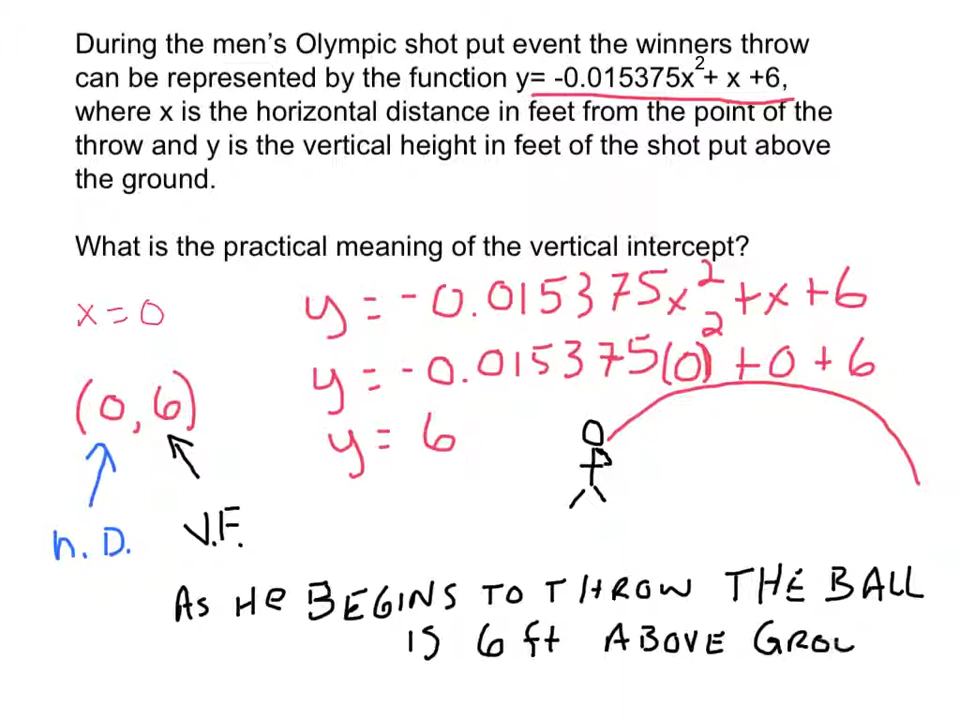 During the men's Olympic shot put event the winners throw
can be represented by the function y= -0.015375x²+ x +6,
where x is the horizontal distance in feet from the point of the
throw and y is the vertical height in feet of the shot put above
the ground.
What is the practical meaning of the vertical intercept?
x = 0
y = -0.015375x²+x+6
y = -0.015375(0)²+0+6
(0,6)
y = 6
h. D.
V.F.
AS HE BEGINS TO THROW THE BALL
IS 6 ft ABOVE GROU